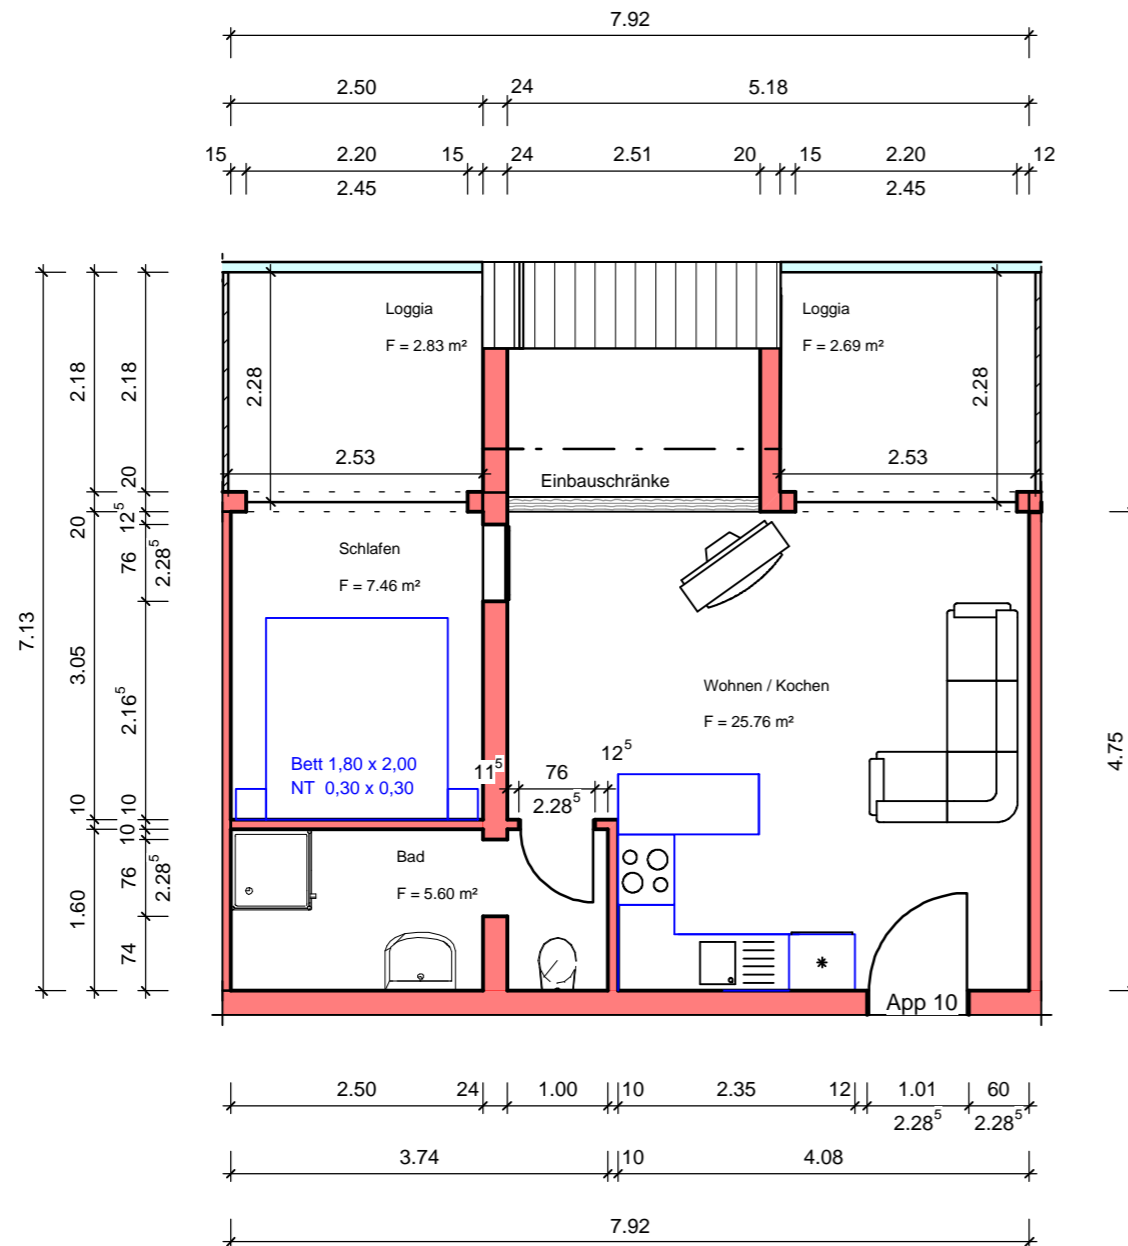 7.92
2.50 24 5.18
15 2.20 15 24 2.51 20 15 2.20 12
2.45 2.45
Loggia
F = 2.83 m²
Loggia
F = 2.69 m²
2.18
2.18
2.28
2.28
2.53
2.53
20
Einbauschränke
20
12⁵
76
2.28⁵
Schlafen
F = 7.46 m²
7.13
3.05
2.16⁵
Wohnen / Kochen
F = 25.76 m²
4.75
Bett 1,80 x 2,00
NT 0,30 x 0,30
11⁵
76
2.28⁵
12⁵
10
10
10
76
2.28⁵
Bad
F = 5.60 m²
1.60
74
App 10
2.50 24 1.00 10 2.35 12 1.01 60
2.28⁵ 2.28⁵
3.74 10 4.08
7.92